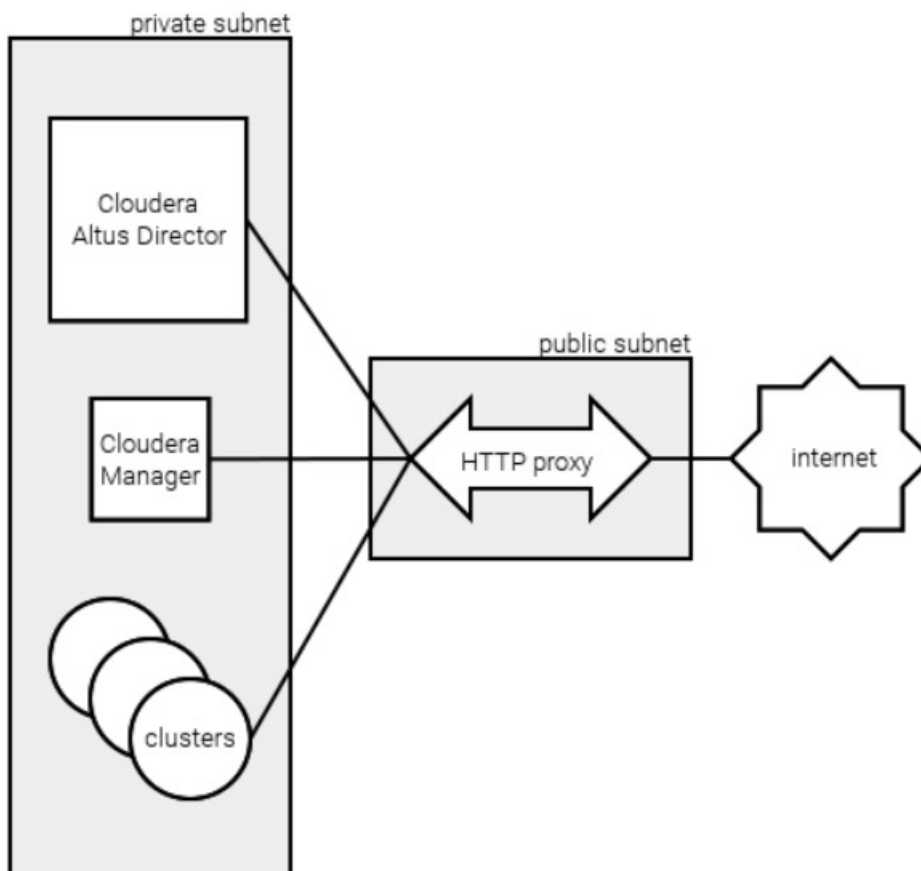 private subnet
Cloudera
Altus Director
public subnet
Cloudera
Manager
HTTP proxy
internet
clusters